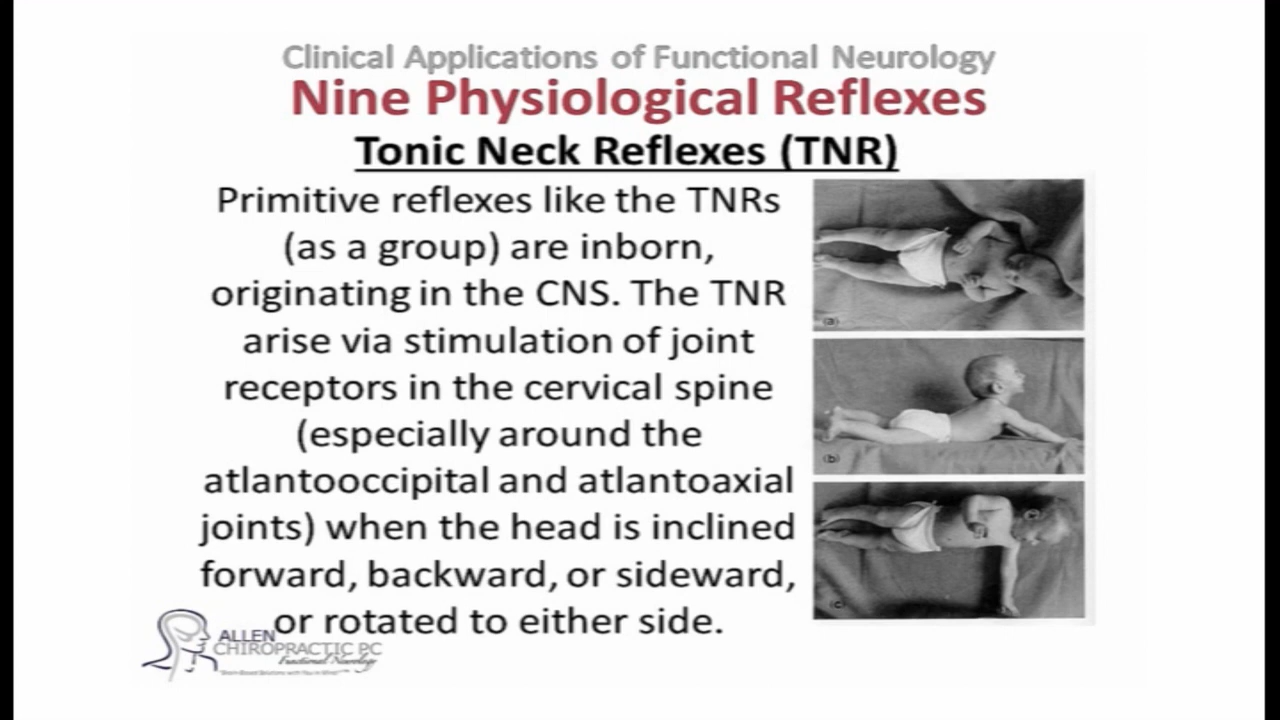 Clinical Applications of Functional Neurology
Nine Physiological Reflexes
Tonic Neck Reflexes (TNR)
Primitive reflexes like the TNRs
(as a group) are inborn,
originating in the CNS. The TNR
arise via stimulation of joint
receptors in the cervical spine
(especially around the
atlantooccipital and atlantoaxial
joints) when the head is inclined
forward, backward, or sideward,
or rotated to either side.
(a)
(b)
(c)
ALLEN
CHIROPRACTIC PC
Functional Neurology